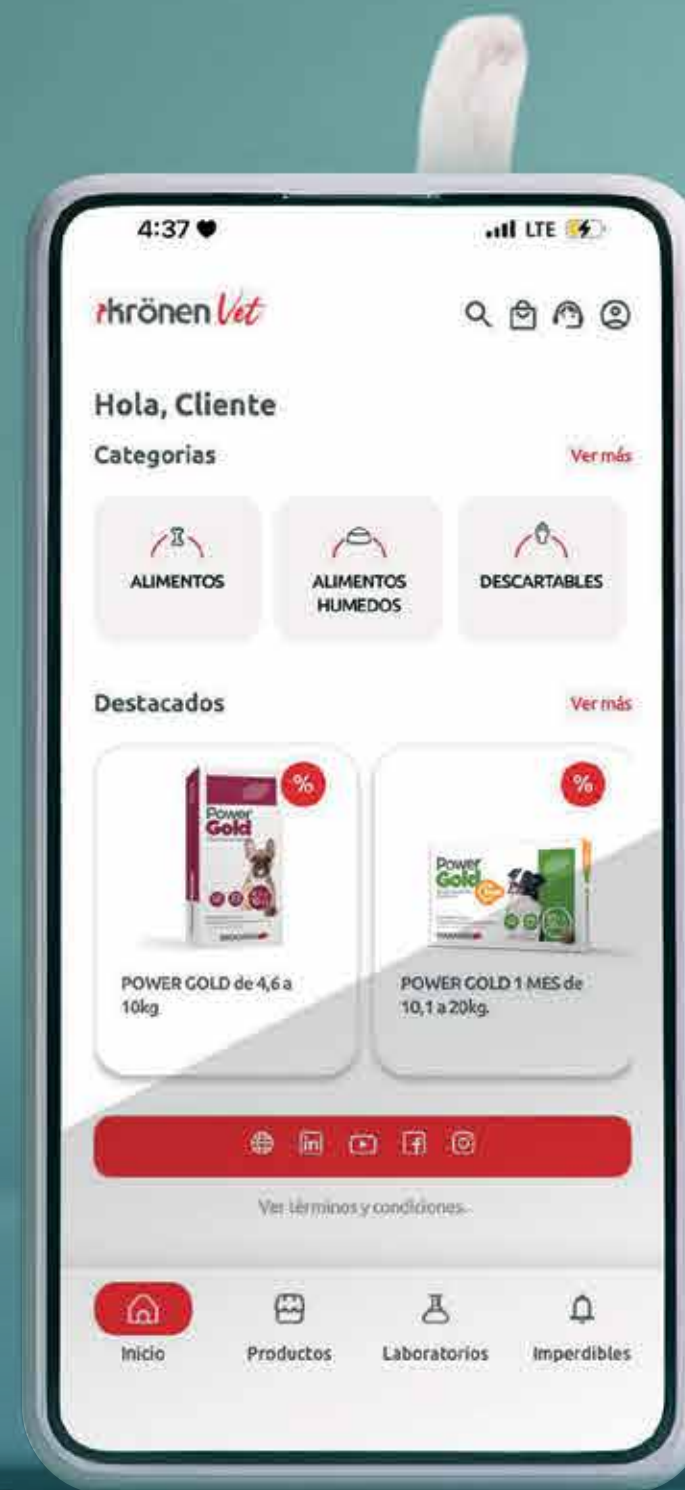 4:37
LTE
krönen Vet
Hola, Cliente
Categorias
Ver más
ALIMENTOS
ALIMENTOS
HUMEDOS
DESCARTABLES
Destacados
Ver más
%
%
Power
Gold
Power
Gold
POWER GOLD de 4,6 a
10kg
POWER GOLD 1 MES de
10,1 a 20kg.
in
Ver términos y condiciones.
Inicio
Productos
Laboratorios
Imperdibles